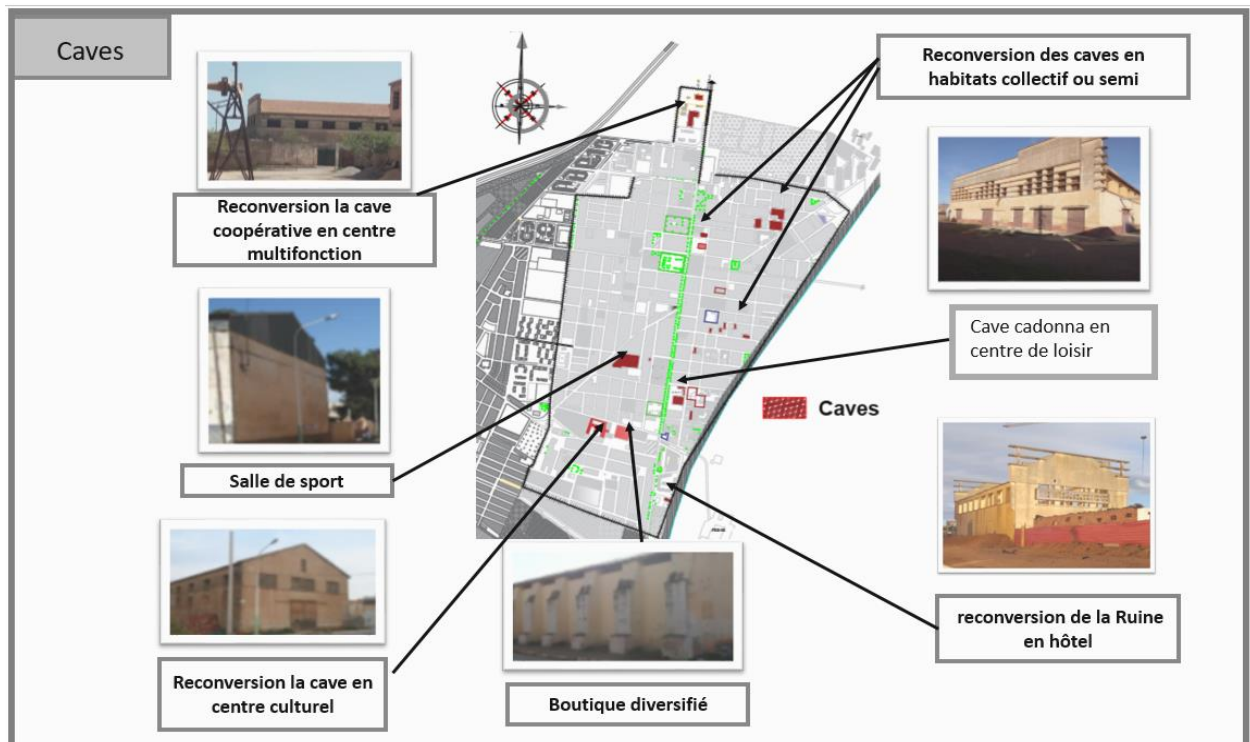 Caves
Reconversion la cave
coopérative en centre
multifonction
Reconversion des caves en
habitats collectif ou semi
Cave cadonna en
centre de loisir
Caves
Salle de sport
reconversion de la Ruine
en hôtel
Reconversion la cave en
centre culturel
Boutique diversifié